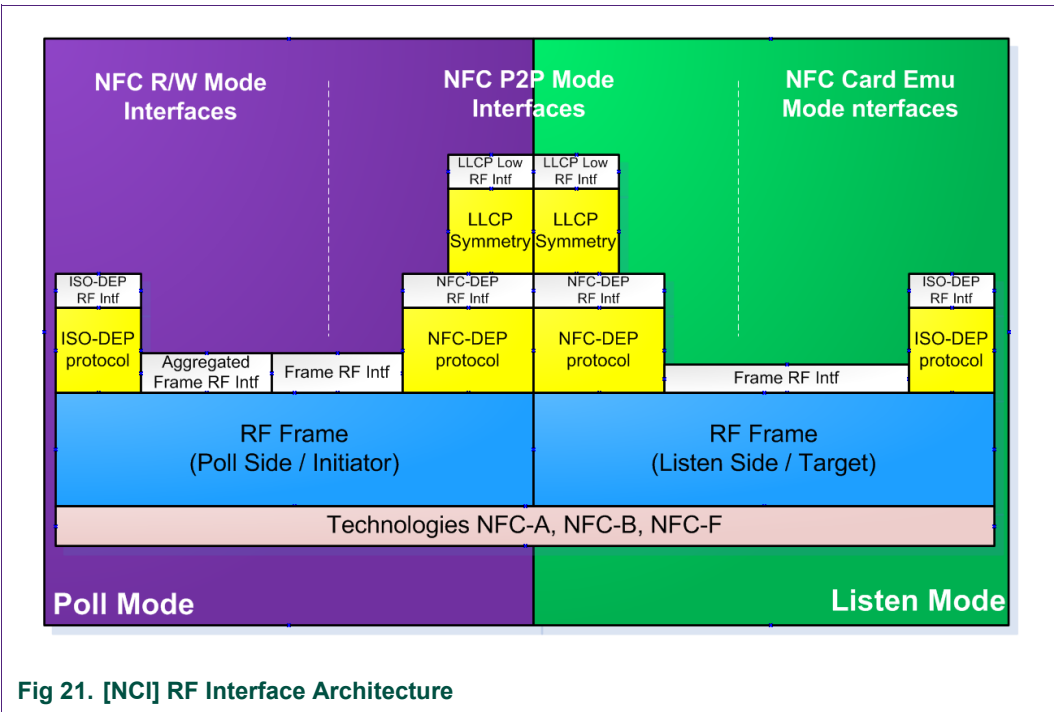 NFC R/W Mode
Interfaces
NFC P2P Mode
Interfaces
NFC Card Emu
Mode nterfaces
LLCP Low
RF Intf
LLCP Low
RF Intf
LLCP
Symmetry
LLCP
Symmetry
ISO-DEP
RF Intf
NFC-DEP
RF Intf
NFC-DEP
RF Intf
ISO-DEP
RF Intf
ISO-DEP
protocol
Aggregated
Frame RF Intf
Frame RF Intf
NFC-DEP
protocol
NFC-DEP
protocol
Frame RF Intf
ISO-DEP
protocol
RF Frame
(Poll Side / Initiator)
RF Frame
(Listen Side / Target)
Technologies NFC-A, NFC-B, NFC-F
Poll Mode
Listen Mode
Fig 21. [NCI] RF Interface Architecture